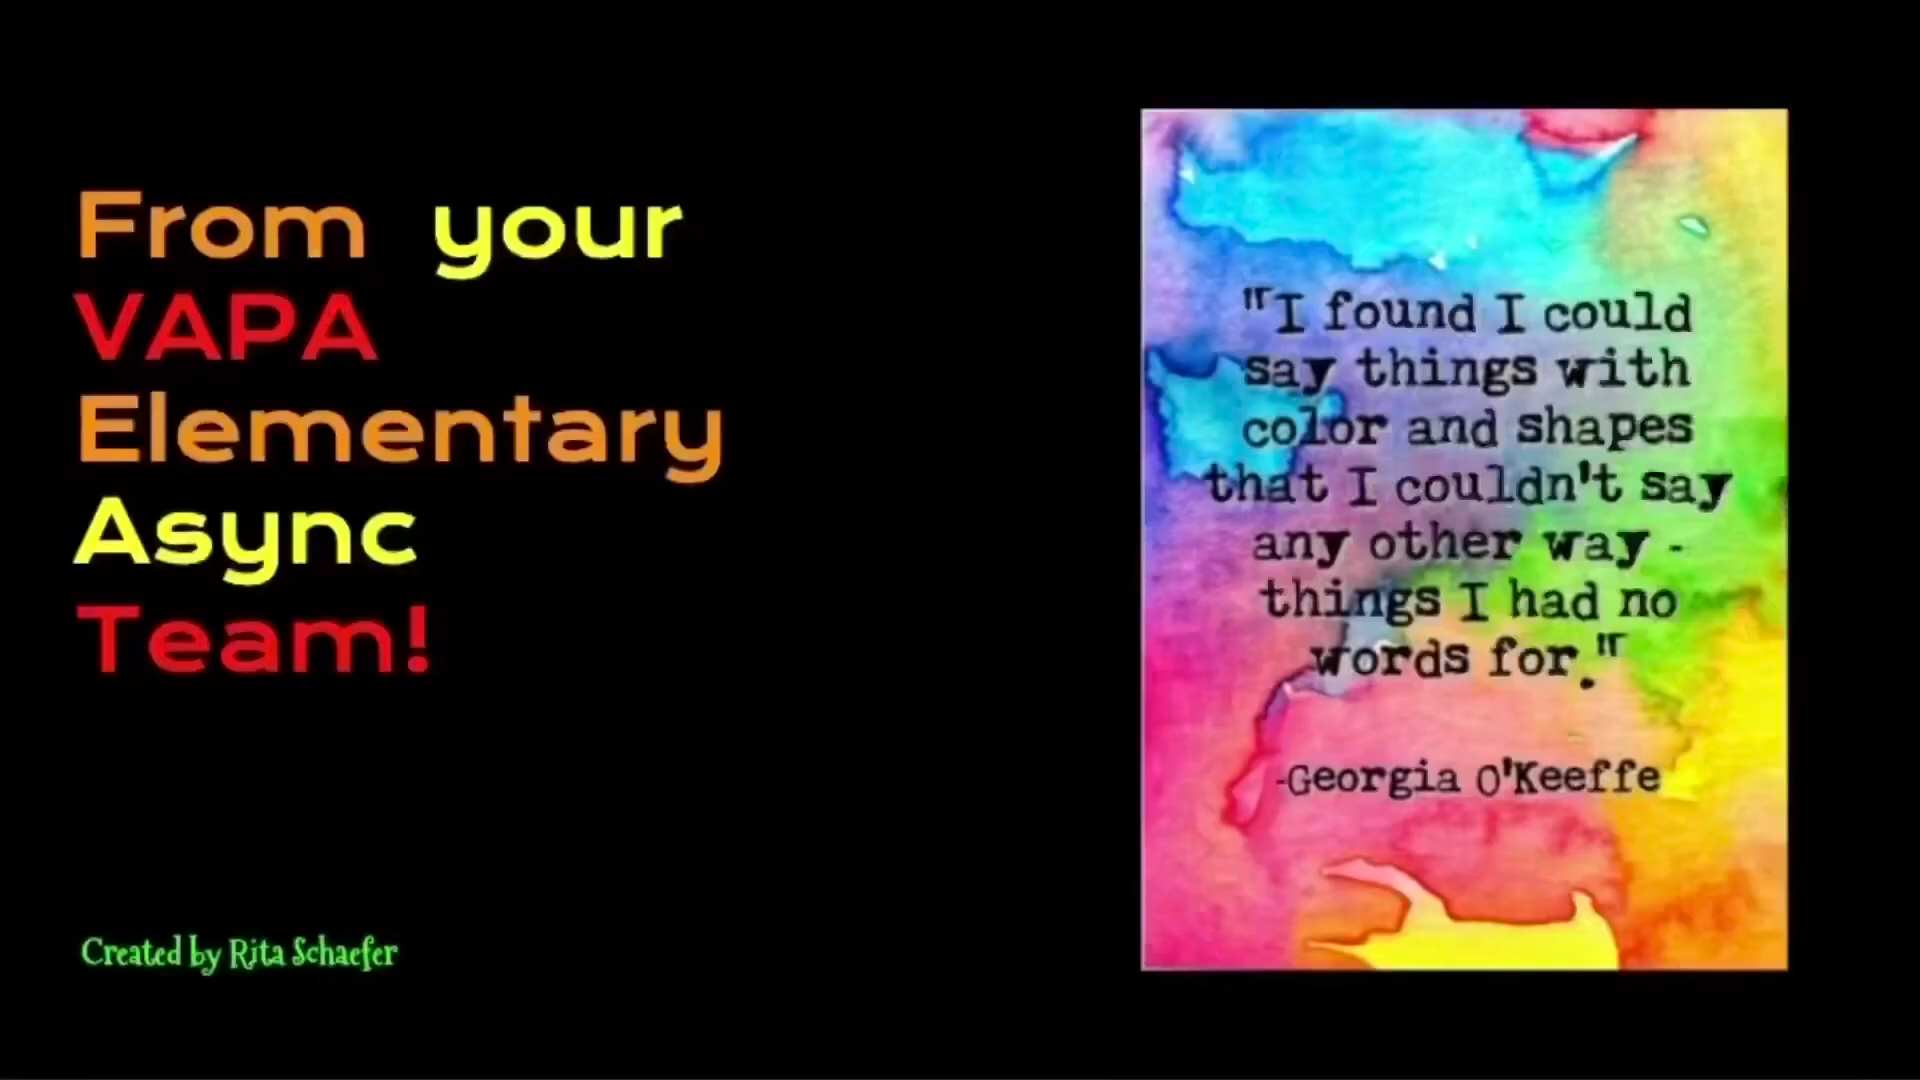 From your
VAPA
Elementary
Async
Team!
Created by Rita Schaefer
"I found I could
say things with
color and shapes
that I couldn't say
any other way -
things I had no
words for."
-Georgia O'Keeffe